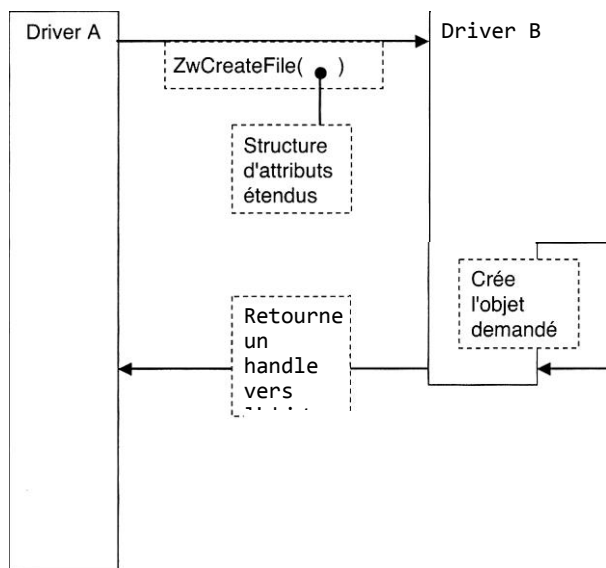 Driver A
Driver B
ZwCreateFile( )
Structure
d'attributs
étendus
Crée
l'objet
demandé
Retourne
un
handle
vers